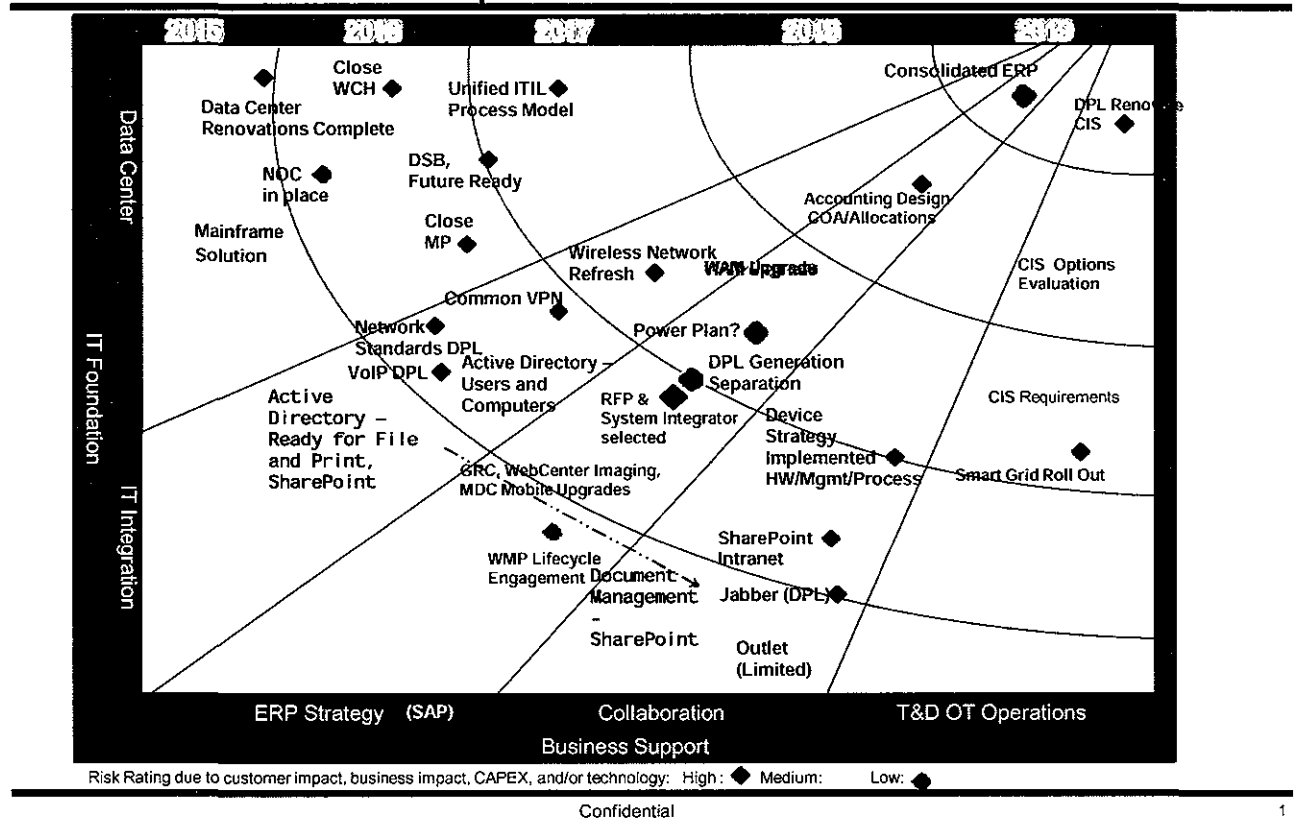 2015 2016 2017 2018 2019
Close
WCH
Unified ITIL
Process Model
Consolidated ERP
Data Center
Renovations Complete
DPL Renovate
CIS
NOC
in place
DSB,
Future Ready
Accounting Design
COA/Allocations
Mainframe
Solution
Close
MP
Wireless Network
Refresh
WAM Upgrade
CIS Options
Evaluation
Common VPN
Network
Standards DPL
VoIP DPL
Power Plan?
Active Directory –
Users and
Computers
DPL Generation
Separation
Active
Directory –
Ready for File
and Print,
SharePoint
RFP &
System Integrator
selected
Device
Strategy
Implemented
HW/Mgmt/Process
CIS Requirements
Smart Grid Roll Out
GRC, WebCenter Imaging,
MDC Mobile Upgrades
WMP Lifecycle
Engagement
SharePoint
Intranet
Document
Management
-
SharePoint
Jabber (DPL)
Outlet
(Limited)
Data Center
IT Foundation
IT Integration
ERP Strategy (SAP) Collaboration T&D OT Operations
Business Support
Risk Rating due to customer impact, business impact, CAPEX, and/or technology: High: Medium: Low:
Confidential 1